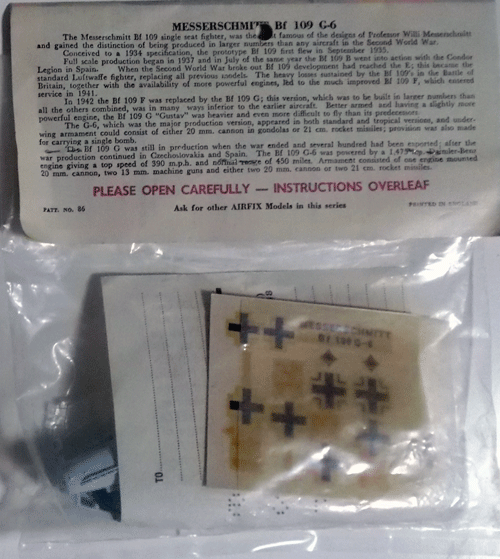 MESSERSCHMITT Bf 109 G-6
The Messerschmitt Bf 109 single seat fighter, was the famous of the designs of Professor Willi Messerschmitt
and gained the distinction of being produced in larger numbers than any aircraft in the Second World War.
Conceived to a 1934 specification, the prototype Bf 109 first flew in September 1935.
Full scale production began in 1937 and in July of the same year the Bf 109 B went into action with the Condor
Legion in Spain. When the Second World War broke out Bf 109 development had reached the E; this became the
standard Luftwaffe fighter, replacing all previous models. The heavy losses sustained by the Bf 109's in the Battle of
Britain, together with the availability of more powerful engines, led to the much improved Bf 109 F, which entered
service in 1941.
In 1942 the Bf 109 F was replaced by the Bf 109 G; this version, which was to be built in larger numbers than
all the others combined, was in many ways inferior to the earlier aircraft. Better armed and having a slightly more
powerful engine, the Bf 109 G "Gustav" was heavier and even more difficult to fly than its predecessors.
The G-6, which was the major production version, appeared in both standard and tropical versions, and under-
wing armament could consist of either 20 mm. cannon in gondolas or 21 cm. rocket missiles; provision was also made
for carrying a single bomb.
The Bf 109 G was still in production when the war ended and several hundred had been exported; after the
war production continued in Czechoslovakia and Spain. The Bf 109 G-6 was powered by a 1,475 h.p. Daimler-Benz
engine giving a top speed of 390 m.p.h. and normal range of 450 miles. Armament consisted of one engine mounted
20 mm. cannon, two 13 mm. machine guns and either two 20 mm. cannon or two 21 cm. rocket missiles.
PLEASE OPEN CAREFULLY — INSTRUCTIONS OVERLEAF
PATT. NO. 86 Ask for other AIRFIX Models in this series PRINTED IN ENGLAND
MESSERSCHMITT
Bf 109 G-6
TO